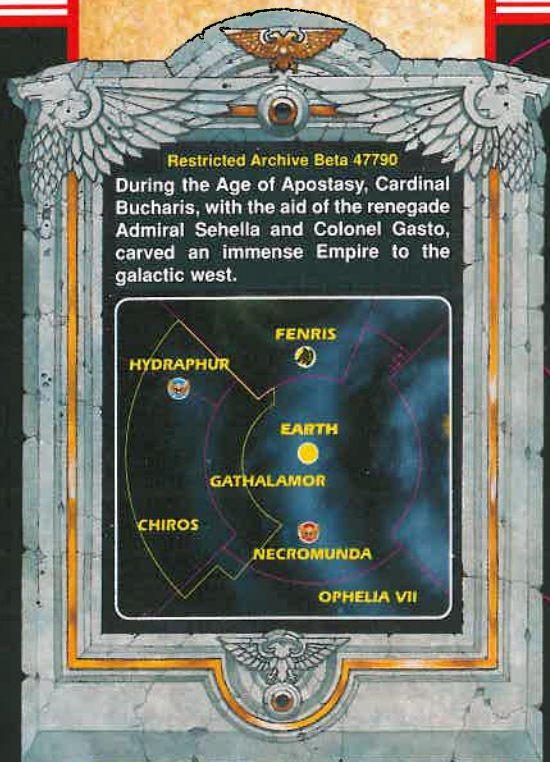 Restricted Archive Beta 47790
During the Age of Apostasy, Cardinal
Bucharis, with the aid of the renegade
Admiral Sehella and Colonel Gasto,
carved an immense Empire to the
galactic west.
FENRIS
HYDRAPHUR
EARTH
GATHALAMOR
CHIROS
NECROMUNDA
OPHELIA VII